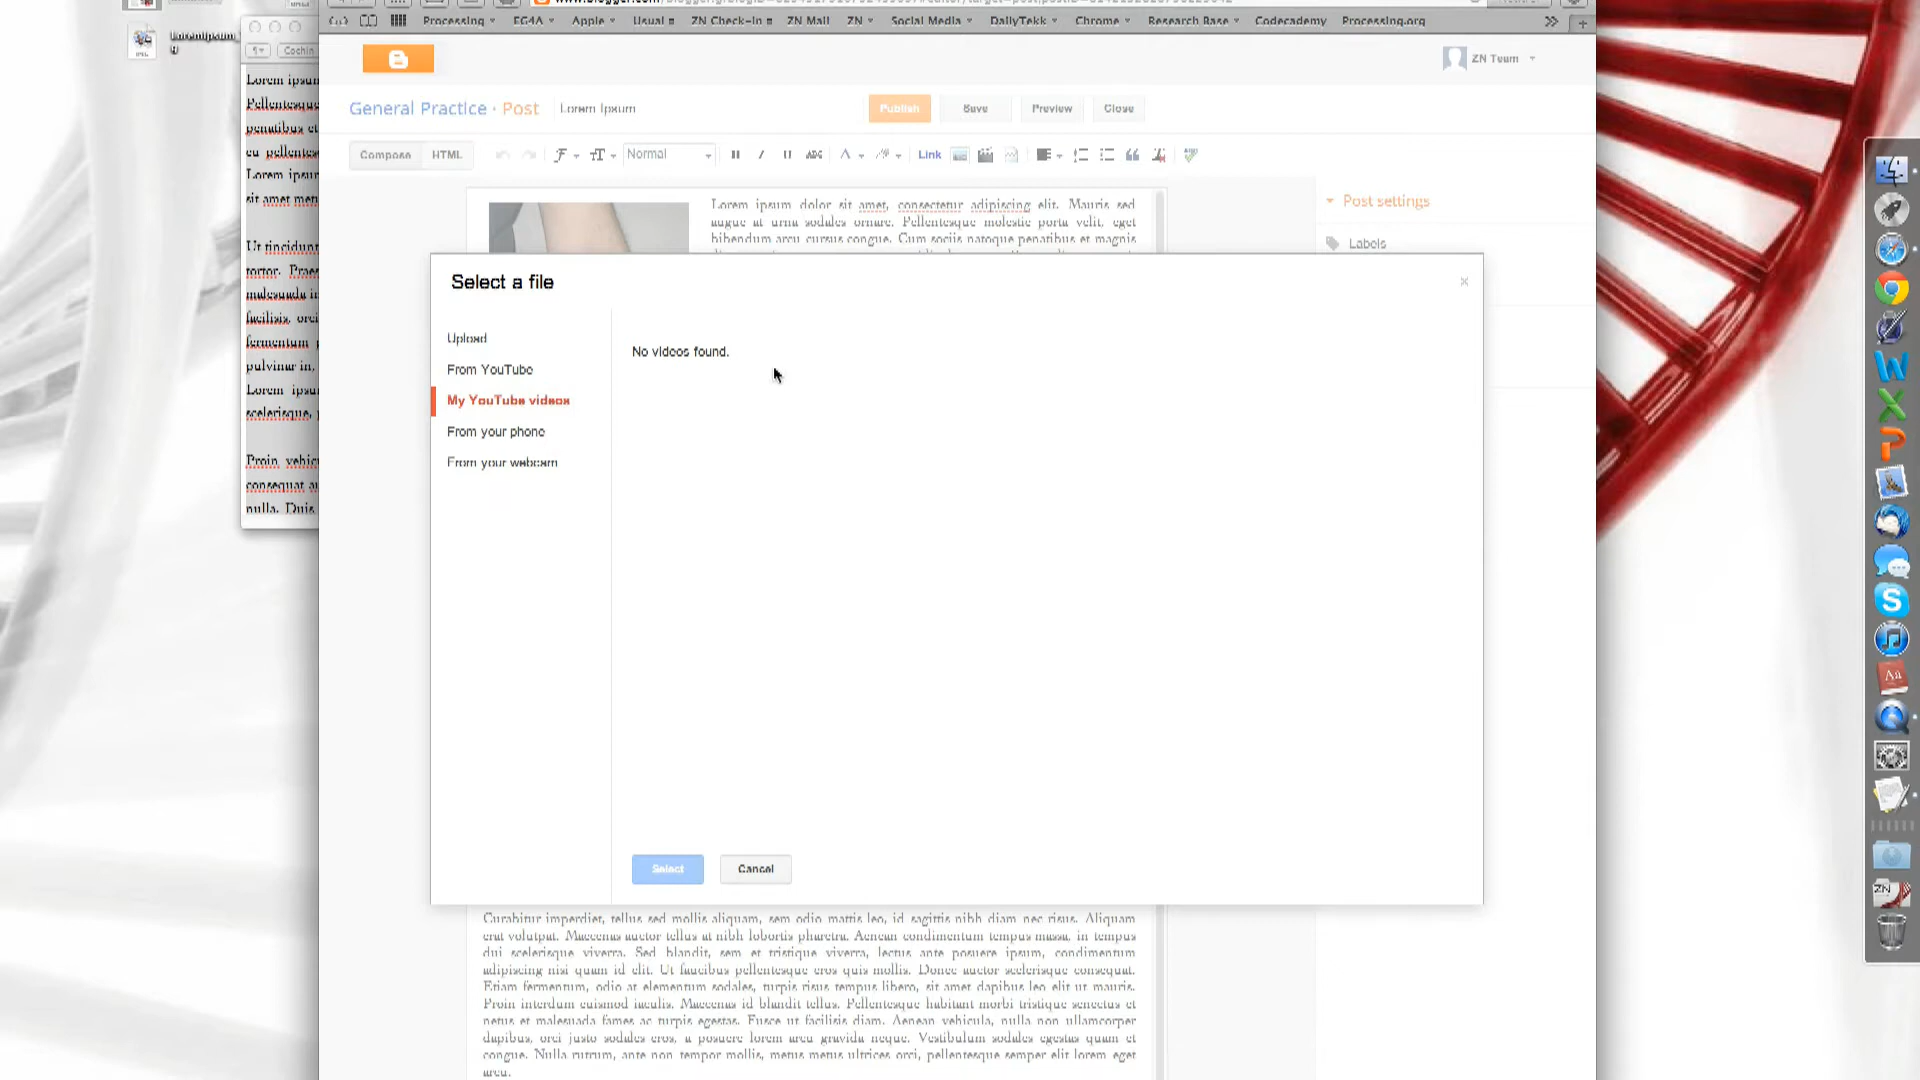 Processing
EG4A
Apple
Usual
ZN Check-in
ZN Mail
ZN
Social Media
DailyTekk
Chrome
Research Base
Codecademy
Processing.org
ZN Team
General Practice · Post
Lorem Ipsum
Publish
Save
Preview
Close
Compose
HTML
Normal
ABC
Link
Post settings
Labels
Cochin
Lorem ipsum
Pellentesque
penatibus et
eu pellentesq
Lorem ipsum
sit amet metu
Ut tincidunt
tortor. Praes
malesuada in
facilisis, orci
fermentum p
pulvinar in,
Lorem ipsu
scelerisque,
Proin vehic
consequat au
nulla. Duis
Lorem ipsum dolor sit amet, consectetur adipiscing elit. Mauris sed
augue at urna sodales ornare. Pellentesque molestie porta velit, eget
bibendum arcu cursus congue. Cum sociis natoque penatibus et magnis
Select a file
Upload
From YouTube
My YouTube videos
From your phone
From your webcam
No videos found.
Select
Cancel
Curabitur imperdiet, tellus sed mollis aliquam, sem odio mattis leo, id sagittis nibh diam nec risus. Aliquam
erat volutpat. Maecenas auctor tellus at nibh lobortis pharetra. Aenean condimentum tempus massa, in tempus
dui scelerisque viverra. Sed blandit, sem et tristique viverra, lectus ante posuere ipsum, condimentum
adipiscing nisi quam id elit. Ut faucibus pellentesque eros quis mollis. Donec auctor scelerisque consequat.
Etiam fermentum, odio at elementum sodales, turpis risus tempus libero, sit amet dapibus leo elit ut mauris.
Proin interdum euismod iaculis. Maecenas id blandit tellus. Pellentesque habitant morbi tristique senectus et
netus et malesuada fames ac turpis egestas. Fusce ut facilisis diam. Aenean vehicula, nulla non ullamcorper
dapibus, orci justo sodales eros, a posuere lorem arcu gravida neque. Vestibulum sodales egestas quam et
congue. Nulla rutrum, ante non tempor mollis, metus metus ultrices orci, pellentesque semper elit lorem eget
arcu.